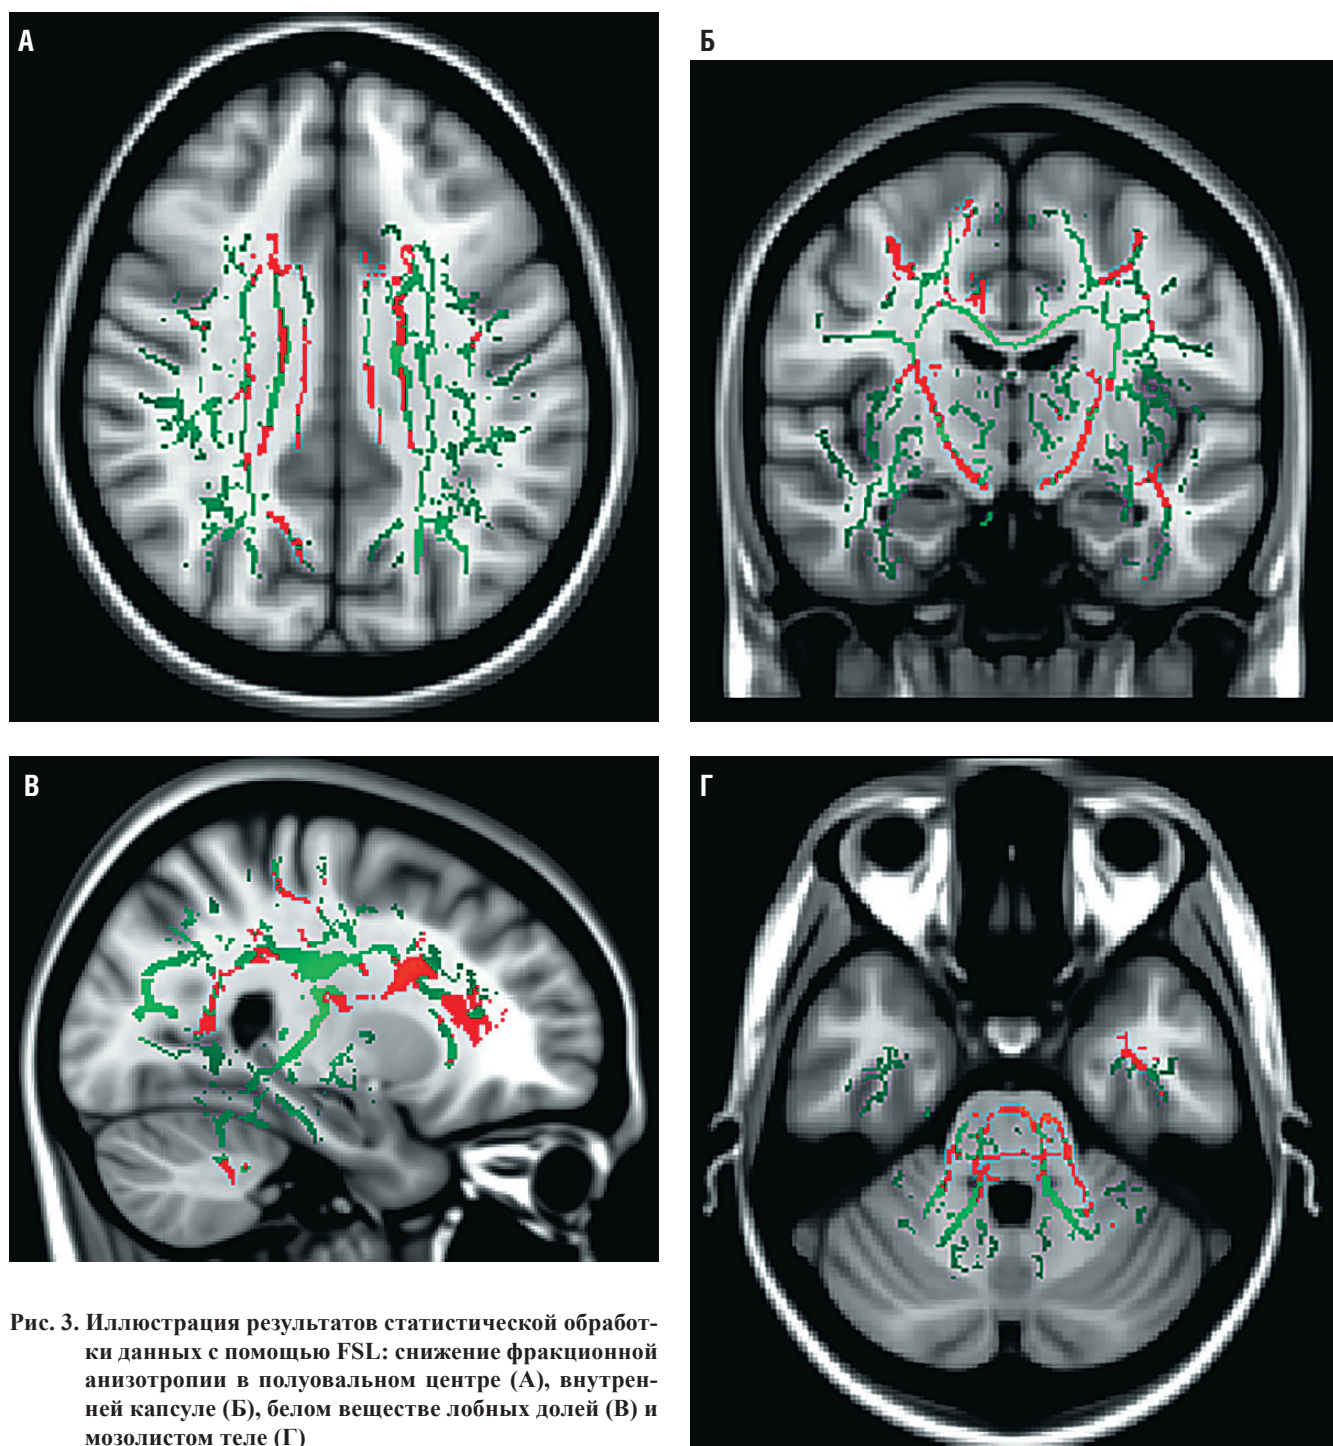 А
Б
В
Г
Рис. 3. Иллюстрация результатов статистической обработ-
ки данных с помощью FSL: снижение фракционной
анизотропии в полуовальном центре (А), внутрен-
ней капсуле (Б), белом веществе лобных долей (В) и
мозолистом теле (Г)